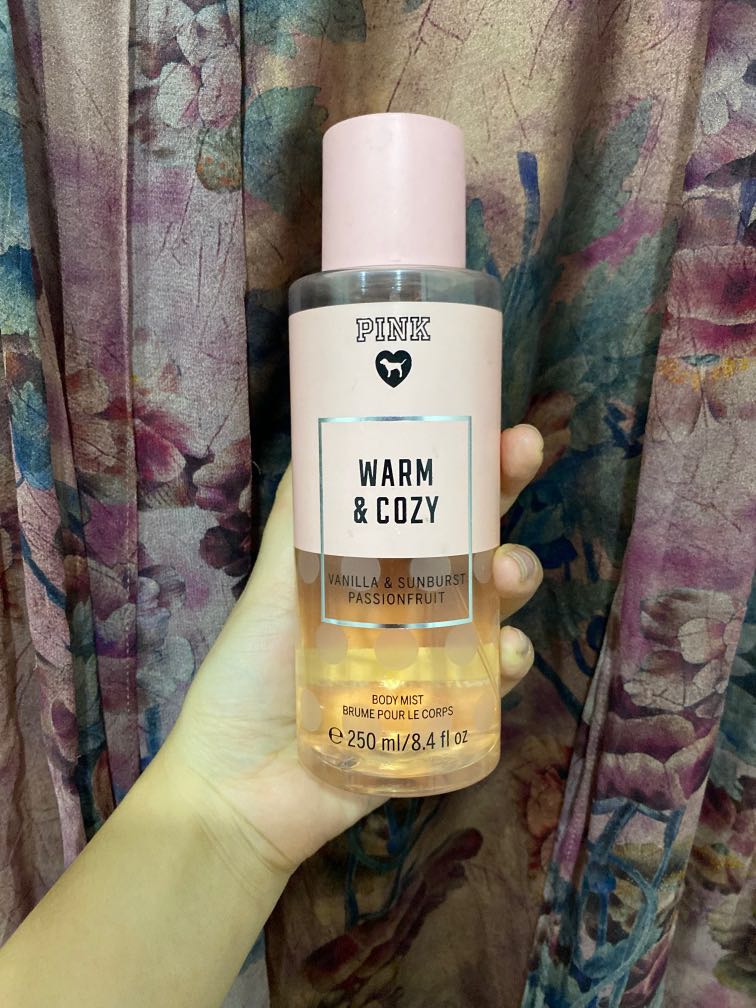 PINK
WARM
& COZY
VANILLA & SUNBURST
PASSIONFRUIT
BODY MIST
BRUME POUR LE CORPS
℮ 250 ml/8.4 fl oz